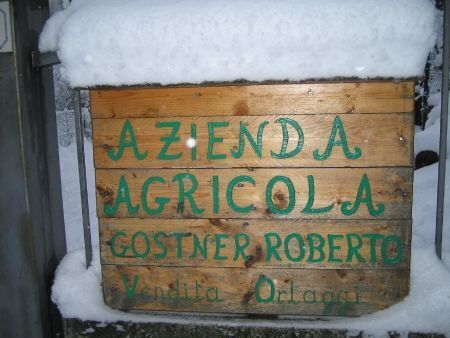 AZIENDA
AGRICOLA
GOSTNER ROBERTO
Vendita Ortaggi